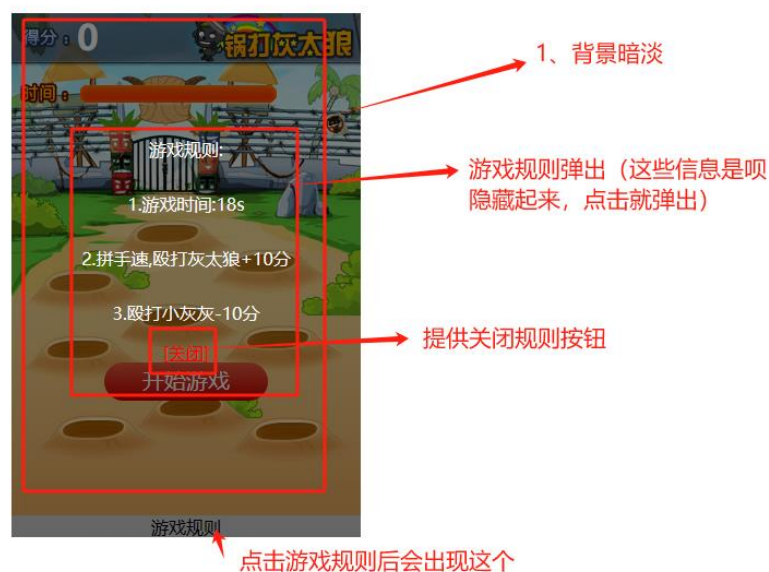 得分：0
锅打灰太狼
1、背景暗淡
时间：
游戏规则:
游戏规则弹出（这些信息是呗
隐藏起来，点击就弹出）
1.游戏时间:18s
2.拼手速,殴打灰太狼+10分
3.殴打小灰灰-10分
[关闭]
提供关闭规则按钮
开始游戏
游戏规则
点击游戏规则后会出现这个